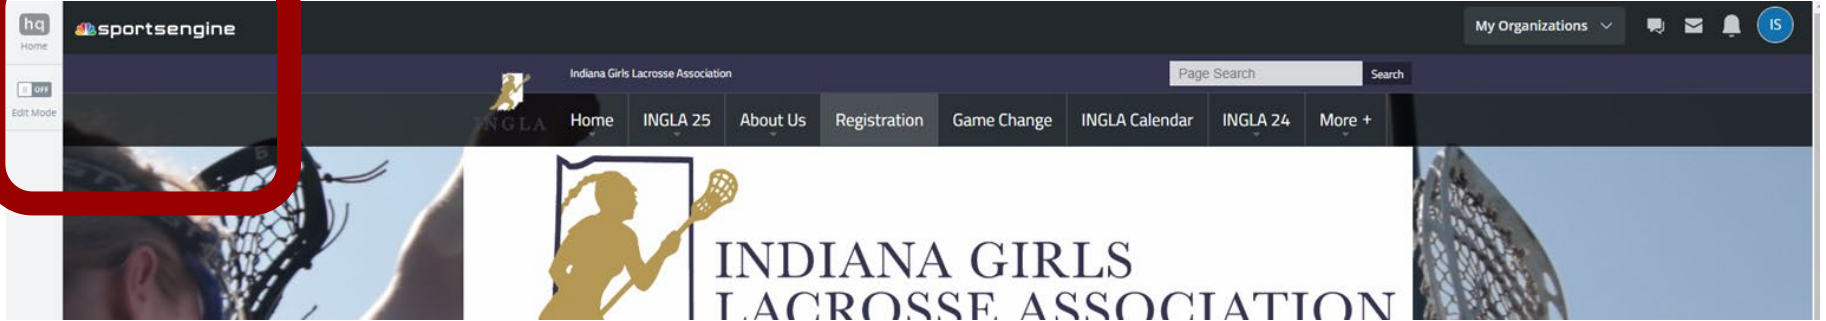 hq
Home
sportsengine
My Organizations
IS
OFF
Edit Mode
Indiana Girls Lacrosse Association
Page Search
Search
INGLA
Home
INGLA 25
About Us
Registration
Game Change
INGLA Calendar
INGLA 24
More +
INDIANA GIRLS
LACROSSE ASSOCIATION